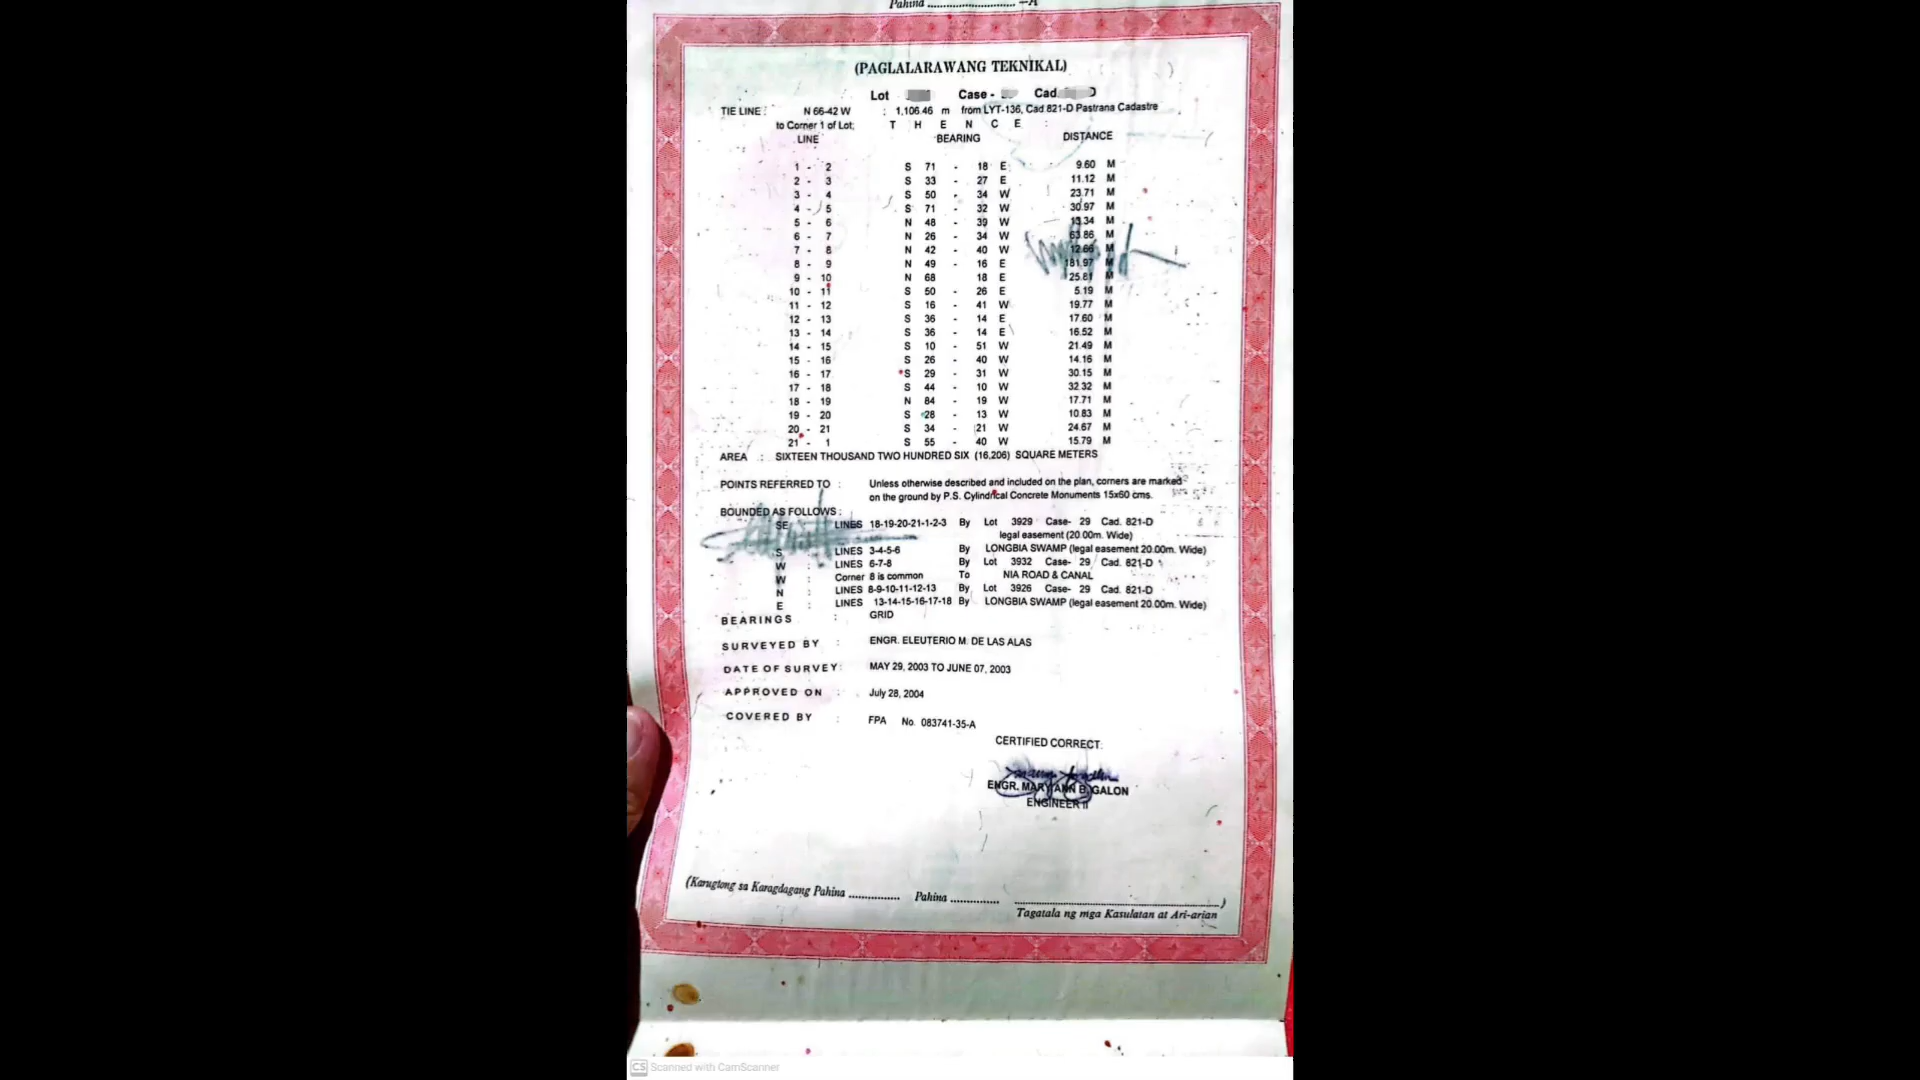 Pahina ............................ —A
(PAGLALARAWANG TEKNIKAL)
Lot Case - Cad. D
TIE LINE : N 66-42 W : 1,106.46 m from LYT-136, Cad 821-D Pastrana Cadastre
to Corner 1 of Lot; T H E N C E :
LINE BEARING DISTANCE
1 - 2 S 71 - 18 E 9.60 M
2 - 3 S 33 - 27 E 11.12 M
3 - 4 S 50 - 34 W 23.71 M
4 - 5 S 71 - 32 W 30.97 M
5 - 6 N 48 - 39 W 13.34 M
6 - 7 N 26 - 34 W 63.86 M
7 - 8 N 42 - 40 W 12.66 M
8 - 9 N 49 - 16 E 181.97 M
9 - 10 N 68 18 E 25.81 M
10 - 11 S 50 - 26 E 5.19 M
11 - 12 S 16 - 41 W 19.77 M
12 - 13 S 36 - 14 E 17.60 M
13 - 14 S 36 - 14 E 16.52 M
14 - 15 S 10 - 51 W 21.49 M
15 - 16 S 26 - 40 W 14.16 M
16 - 17 S 29 - 31 W 30.15 M
17 - 18 S 44 - 10 W 32.32 M
18 - 19 N 84 - 19 W 17.71 M
19 - 20 S 28 - 13 W 10.83 M
20 - 21 S 34 - 21 W 24.67 M
21 - 1 S 55 - 40 W 15.79 M
AREA : SIXTEEN THOUSAND TWO HUNDRED SIX (16,206) SQUARE METERS
POINTS REFERRED TO : Unless otherwise described and included on the plan, corners are marked
on the ground by P.S. Cylindrical Concrete Monuments 15x60 cms.
BOUNDED AS FOLLOWS :
SE LINES 18-19-20-21-1-2-3 By Lot 3929 Case- 29 Cad. 821-D
legal easement (20.00m. Wide)
S LINES 3-4-5-6 By LONGBIA SWAMP (legal easement 20.00m. Wide)
W : LINES 6-7-8 By Lot 3932 Case- 29 Cad. 821-D
W : Corner 8 is common To NIA ROAD & CANAL
N : LINES 8-9-10-11-12-13 By Lot 3926 Case- 29 Cad. 821-D
E : LINES 13-14-15-16-17-18 By LONGBIA SWAMP (legal easement 20.00m. Wide)
BEARINGS : GRID
SURVEYED BY : ENGR. ELEUTERIO M. DE LAS ALAS
DATE OF SURVEY: MAY 29, 2003 TO JUNE 07, 2003
APPROVED ON : July 28, 2004
COVERED BY : FPA No. 083741-35-A
CERTIFIED CORRECT:
ENGR. MARY ANN B. GALON
ENGINEER II
(Karugtong sa Karagdagang Pahina ............... Pahina .............. ............................................................)
Tagatala ng mga Kasulatan at Ari-arian
CS Scanned with CamScanner